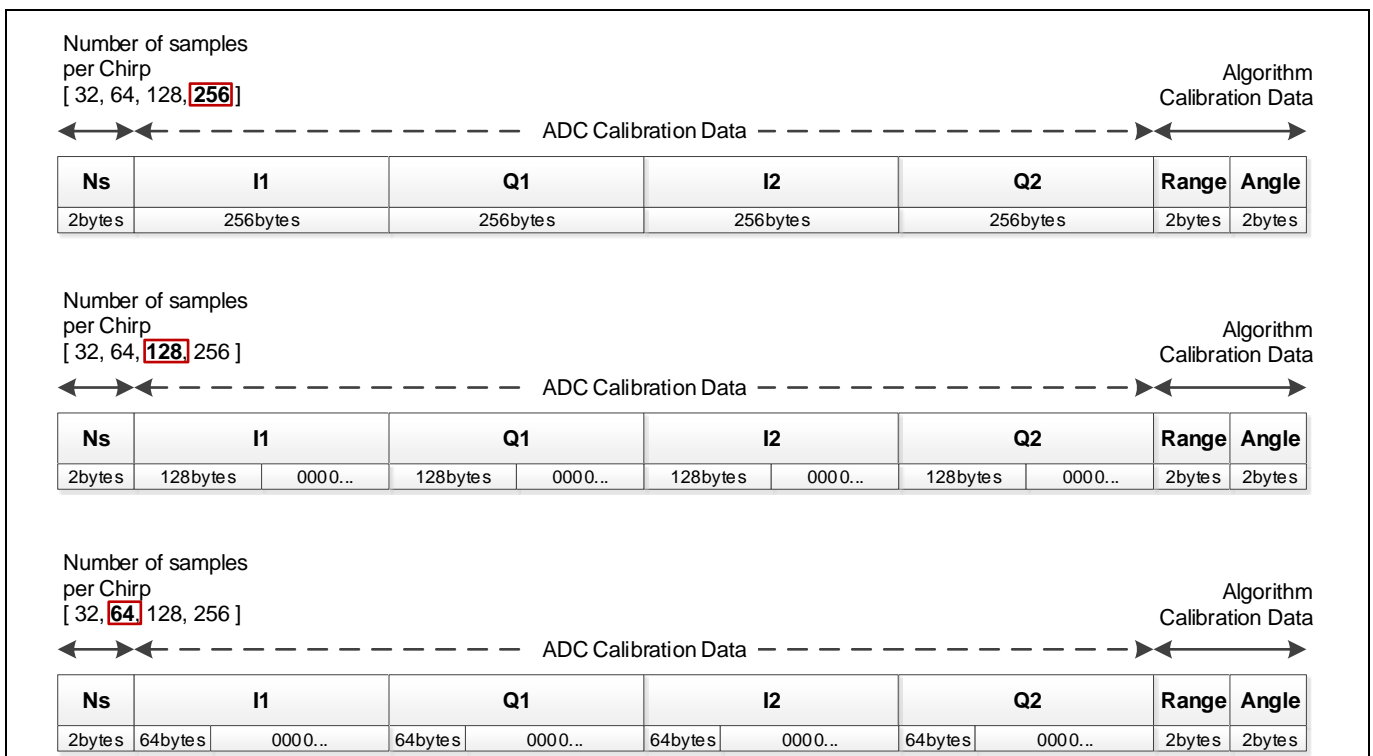 Number of samples
per Chirp
[ 32, 64, 128, 256 ]
Algorithm
Calibration Data
ADC Calibration Data
Ns I1 Q1 I2 Q2 Range Angle
2bytes 256bytes 256bytes 256bytes 256bytes 2bytes 2bytes
Number of samples
per Chirp
[ 32, 64, 128, 256 ]
Algorithm
Calibration Data
ADC Calibration Data
Ns I1 Q1 I2 Q2 Range Angle
2bytes 128bytes 0000... 128bytes 0000... 128bytes 0000... 128bytes 0000... 2bytes 2bytes
Number of samples
per Chirp
[ 32, 64, 128, 256 ]
Algorithm
Calibration Data
ADC Calibration Data
Ns I1 Q1 I2 Q2 Range Angle
2bytes 64bytes 0000... 64bytes 0000... 64bytes 0000... 64bytes 0000... 2bytes 2bytes